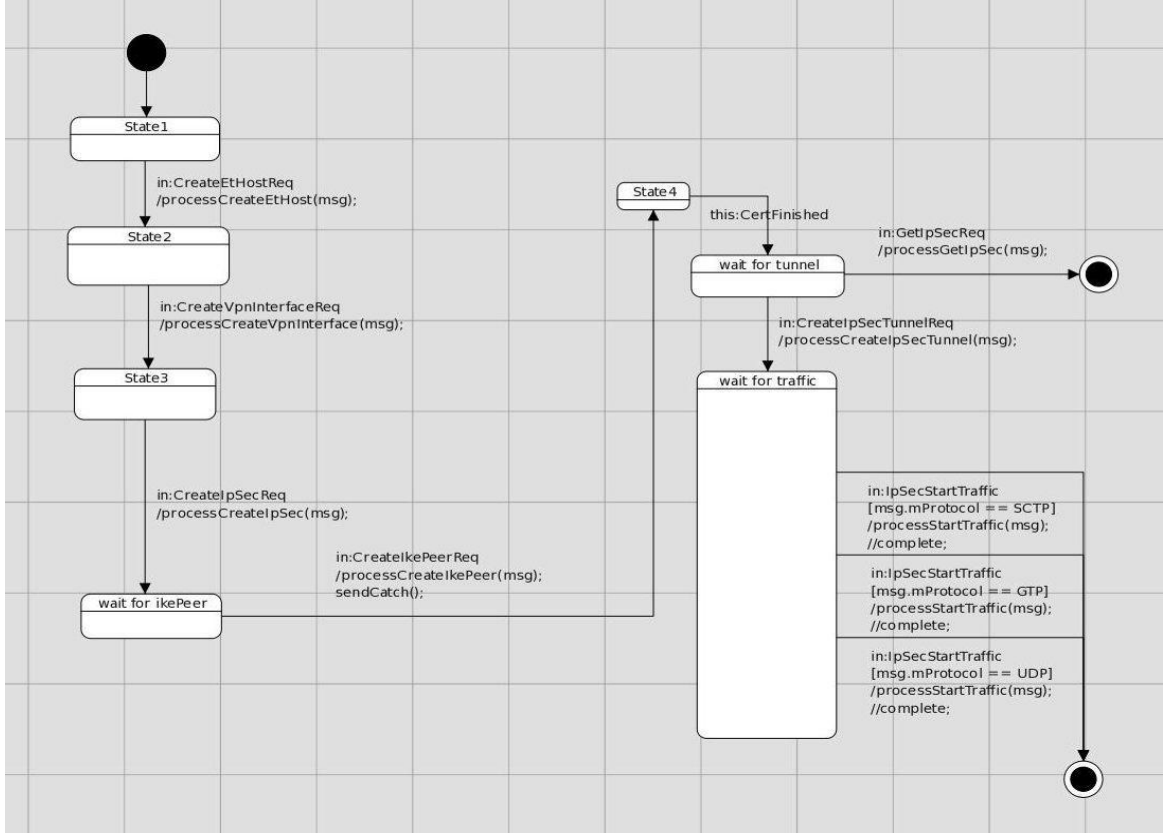 State1
in:CreateEtHostReq
/processCreateEtHost(msg);
State2
in:CreateVpnInterfaceReq
/processCreateVpnInterface(msg);
State3
in:CreateIpSecReq
/processCreateIpSec(msg);
wait for ikePeer
in:CreateIkePeerReq
/processCreateIkePeer(msg);
sendCatch();
State4
this:CertFinished
wait for tunnel
in:GetIpSecReq
/processGetIpSec(msg);
in:CreateIpSecTunnelReq
/processCreateIpSecTunnel(msg);
wait for traffic
in:IpSecStartTraffic
[msg.mProtocol == SCTP]
/processStartTraffic(msg);
//complete;
in:IpSecStartTraffic
[msg.mProtocol == GTP]
/processStartTraffic(msg);
//complete;
in:IpSecStartTraffic
[msg.mProtocol == UDP]
/processStartTraffic(msg);
//complete;